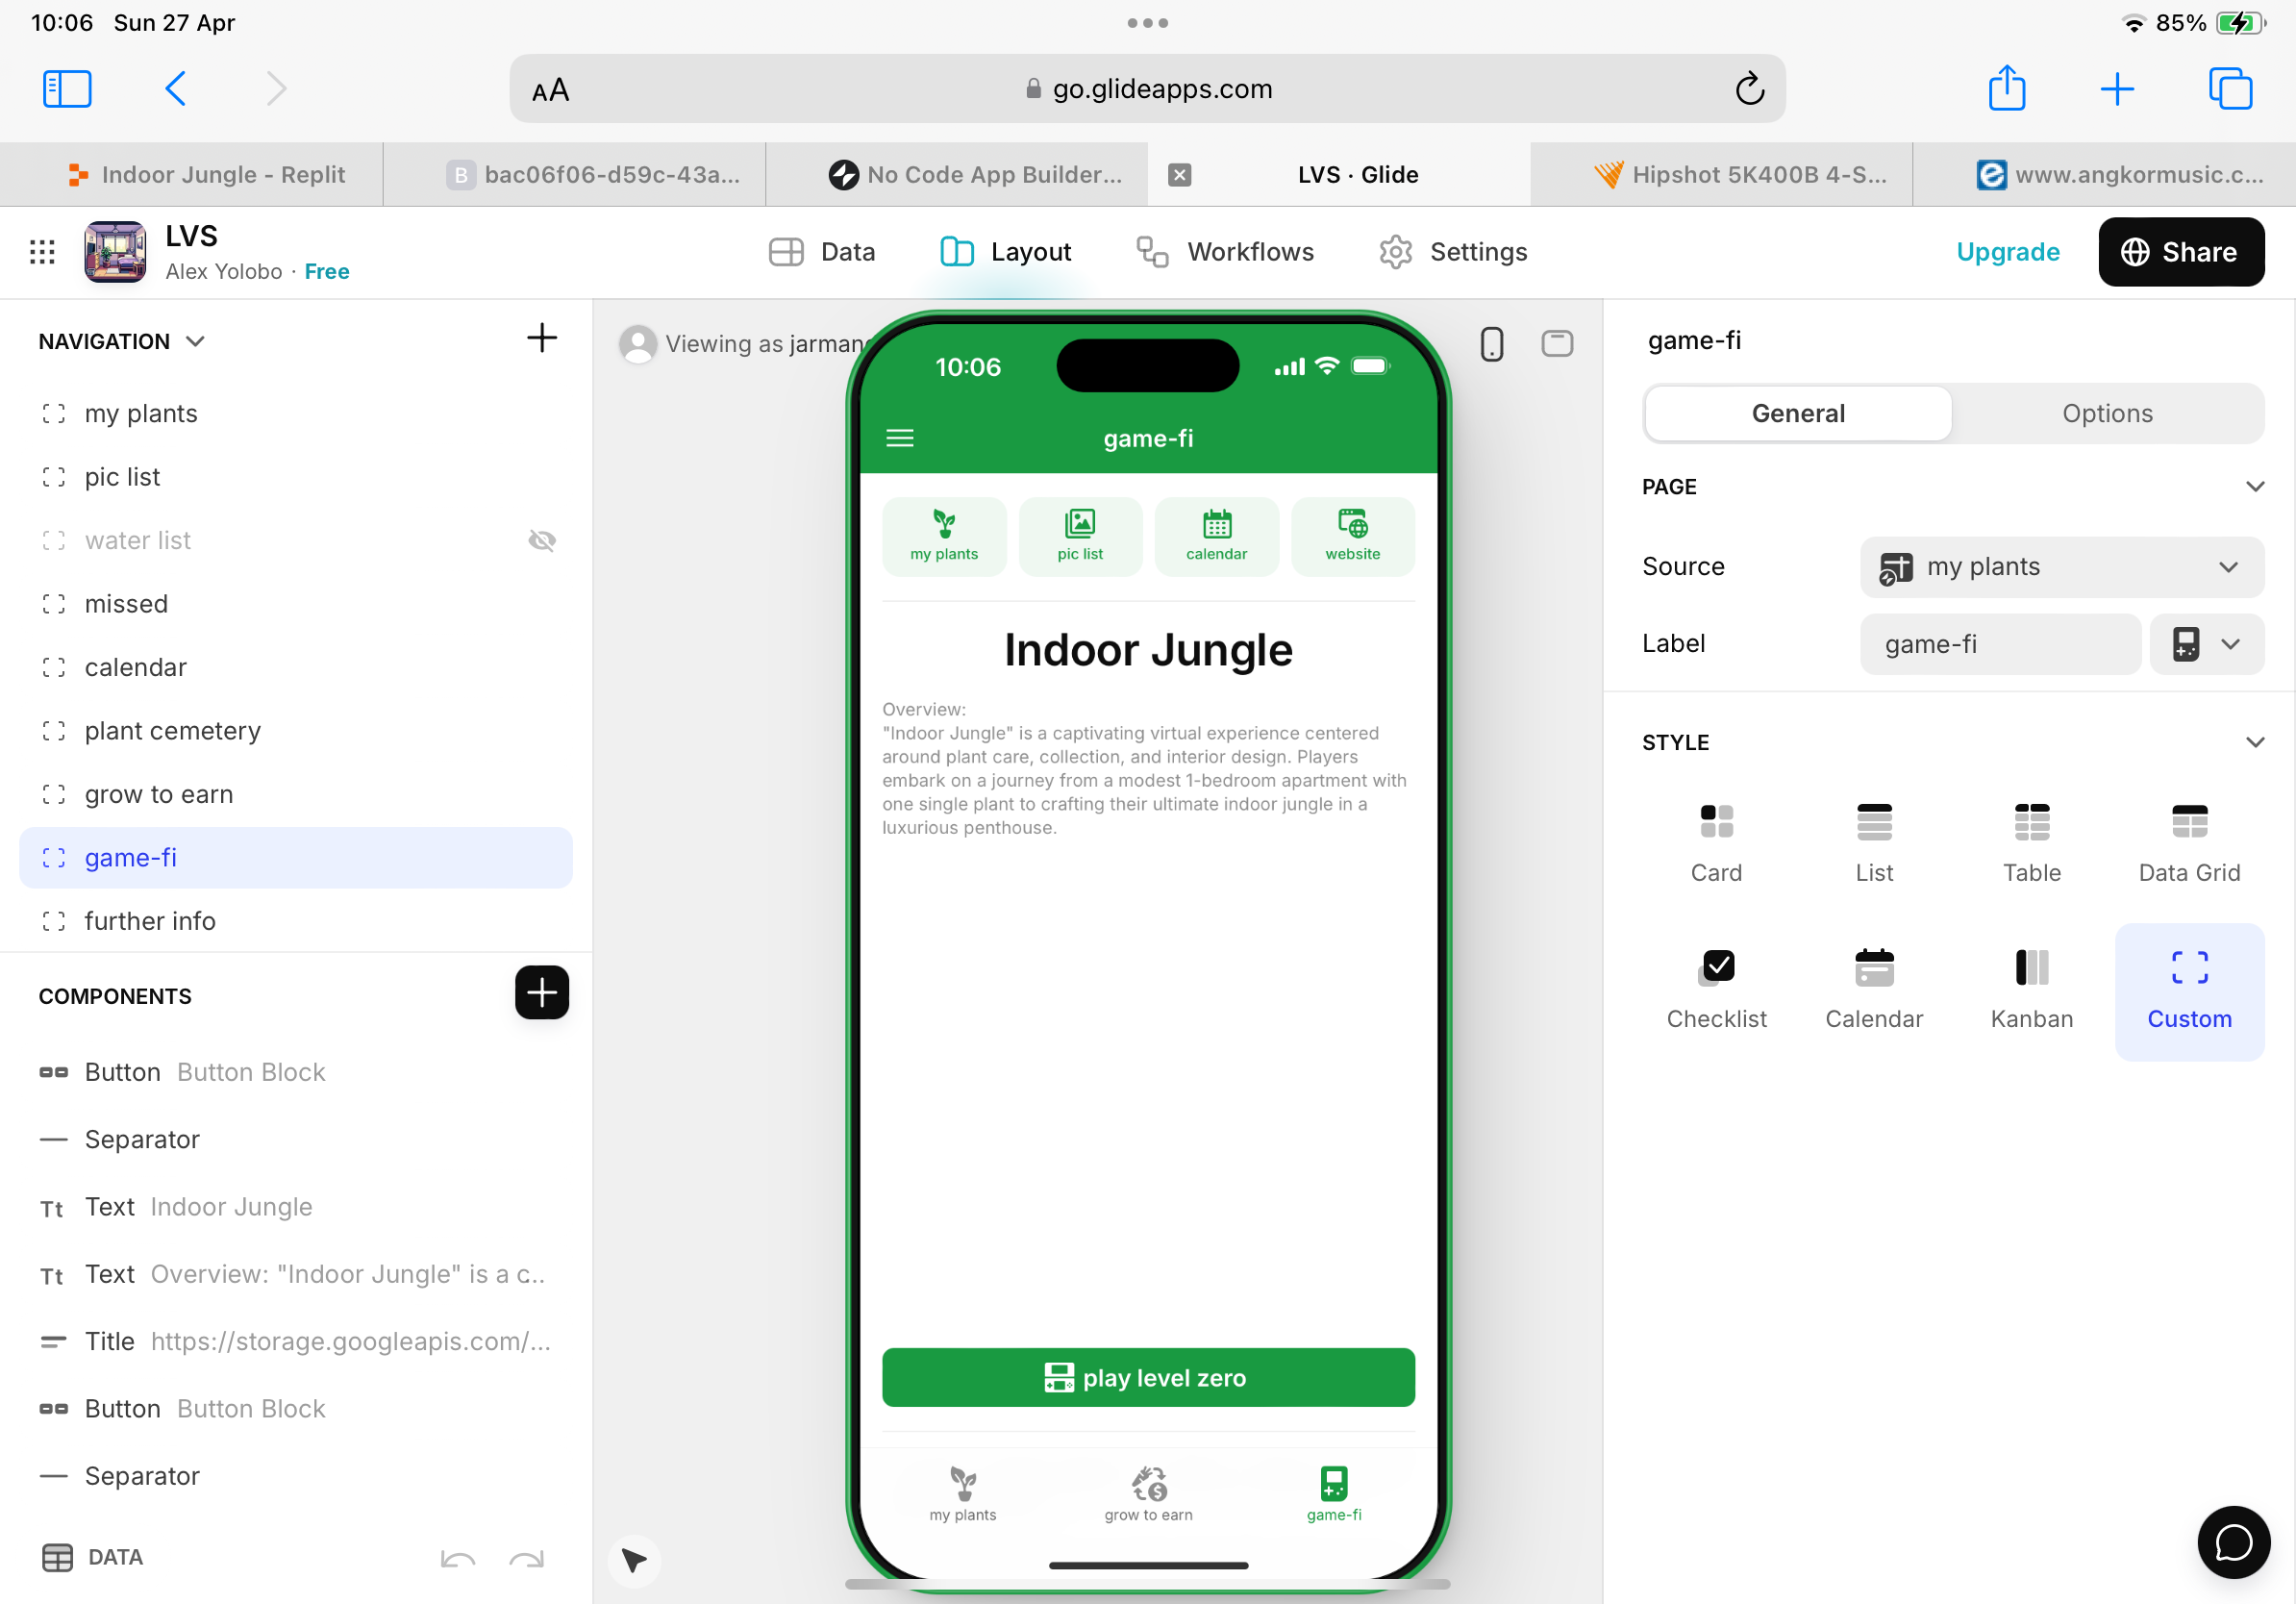 10:06 Sun 27 Apr
85%
AA
go.glideapps.com
Indoor Jungle - Replit
B bac06f06-d59c-43a...
No Code App Builder...
LVS · Glide
Hipshot 5K400B 4-S...
www.angkormusic.c...
LVS
Alex Yolobo · Free
Data
Layout
Workflows
Settings
Upgrade
Share
NAVIGATION
my plants
pic list
water list
missed
calendar
plant cemetery
grow to earn
game-fi
further info
COMPONENTS
Button Button Block
Separator
Tt Text Indoor Jungle
Tt Text Overview: "Indoor Jungle" is a c..
Title https://storage.googleapis.com/...
Button Button Block
Separator
DATA
Viewing as jarman
10:06
game-fi
my plants
pic list
calendar
website
Indoor Jungle
Overview:
"Indoor Jungle" is a captivating virtual experience centered
around plant care, collection, and interior design. Players
embark on a journey from a modest 1-bedroom apartment with
one single plant to crafting their ultimate indoor jungle in a
luxurious penthouse.
play level zero
my plants
grow to earn
game-fi
game-fi
General
Options
PAGE
Source
my plants
Label
game-fi
STYLE
Card
List
Table
Data Grid
Checklist
Calendar
Kanban
Custom